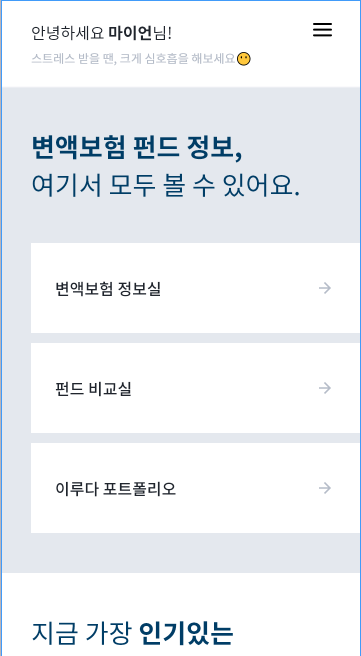 안녕하세요 마이언님!
스트레스 받을 땐, 크게 심호흡을 해보세요😶
변액보험 펀드 정보,
여기서 모두 볼 수 있어요.
변액보험 정보실
펀드 비교실
이루다 포트폴리오
지금 가장 인기있는